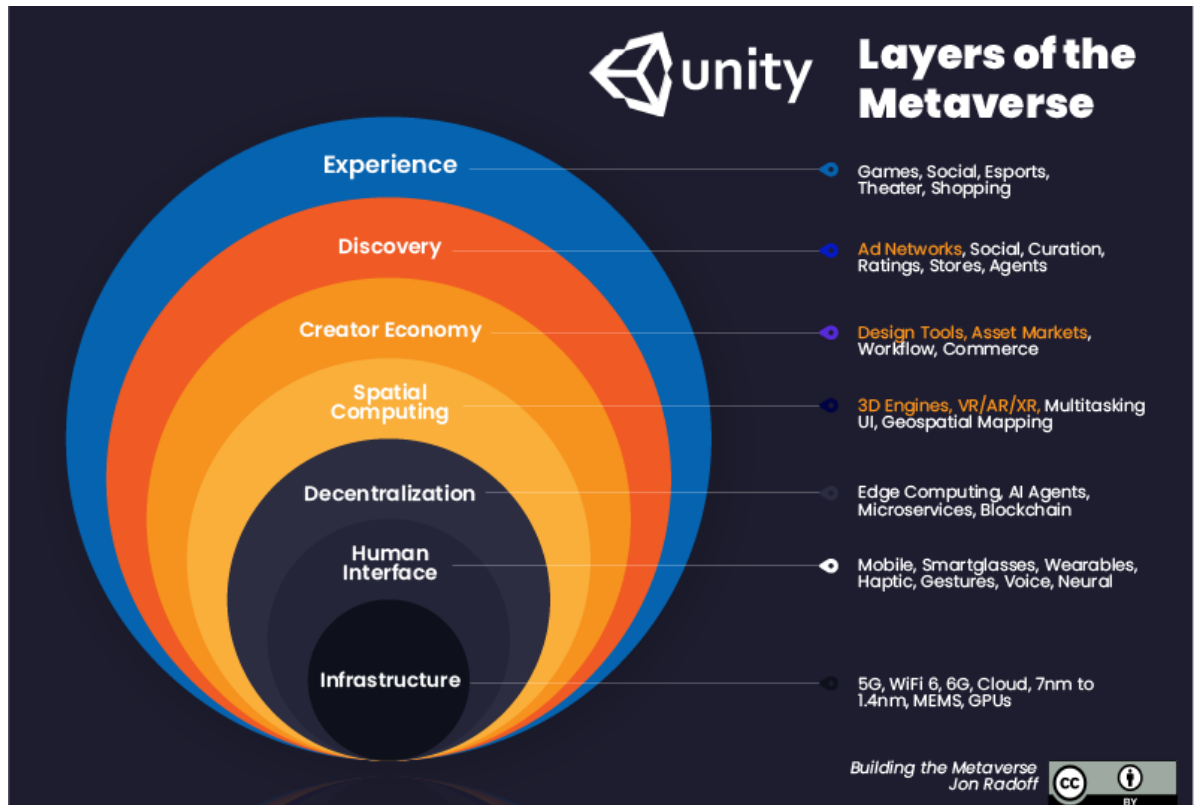 unity
Layers of the
Metaverse
Experience
Games, Social, Esports,
Theater, Shopping
Discovery
Ad Networks, Social, Curation,
Ratings, Stores, Agents
Creator Economy
Design Tools, Asset Markets,
Workflow, Commerce
Spatial
Computing
3D Engines, VR/AR/XR, Multitasking
UI, Geospatial Mapping
Decentralization
Edge Computing, AI Agents,
Microservices, Blockchain
Human
Interface
Mobile, Smartglasses, Wearables,
Haptic, Gestures, Voice, Neural
Infrastructure
5G, WiFi 6, 6G, Cloud, 7nm to
1.4nm, MEMS, GPUs
Building the Metaverse
Jon Radoff
cc
BY